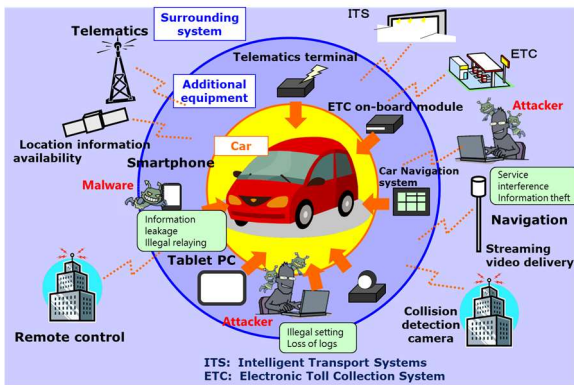 Telematics
Surrounding
system
ITS
ETC
Telematics terminal
Additional
equipment
ETC on-board module
Attacker
Location information
availability
Car
Smartphone
Malware
Car Navigation
system
Service
interference
Information theft
Information
leakage
Illegal relaying
Navigation
Tablet PC
Streaming
video delivery
Attacker
Illegal setting
Loss of logs
Remote control
Collision
detection
camera
ITS: Intelligent Transport Systems
ETC: Electronic Toll Collection System